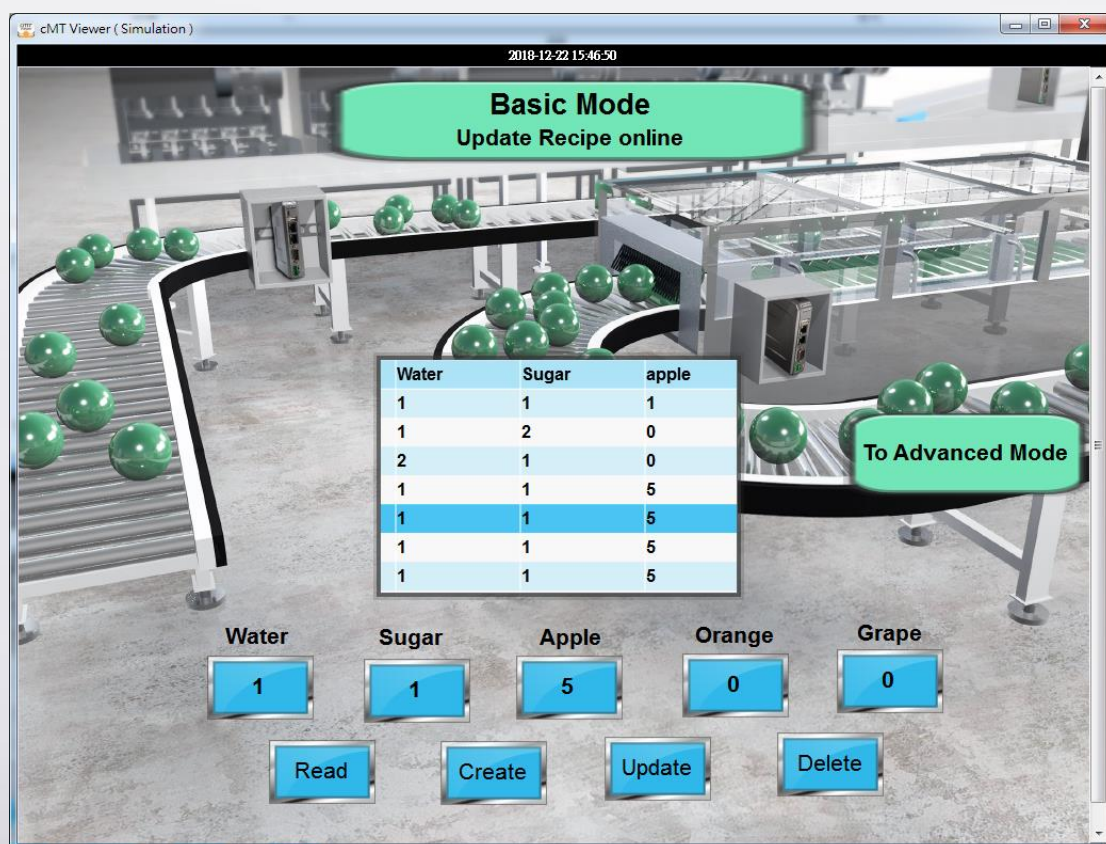 cMT Viewer ( Simulation )
2018-12-22 15:46:50
Basic Mode
Update Recipe online
Water Sugar apple
1 1 1
1 2 0
2 1 0
1 1 5
1 1 5
1 1 5
1 1 5
To Advanced Mode
Water Sugar Apple Orange Grape
1 1 5 0 0
Read Create Update Delete